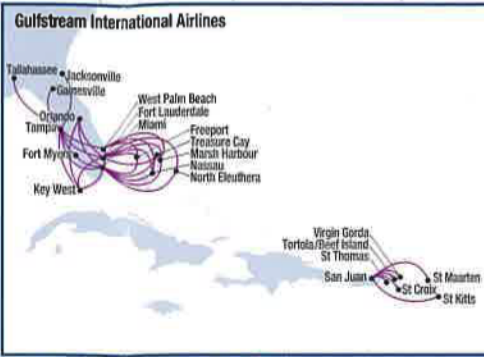 Gulfstream International Airlines
Tallahassee
Jacksonville
Gainesville
Orlando
Tampa
Fort Myers
Key West
West Palm Beach
Fort Lauderdale
Miami
Freeport
Treasure Cay
Marsh Harbour
Nassau
North Eleuthera
Virgin Gorda
Tortola/Beef Island
St Thomas
San Juan
St Maarten
St Croix
St Kitts